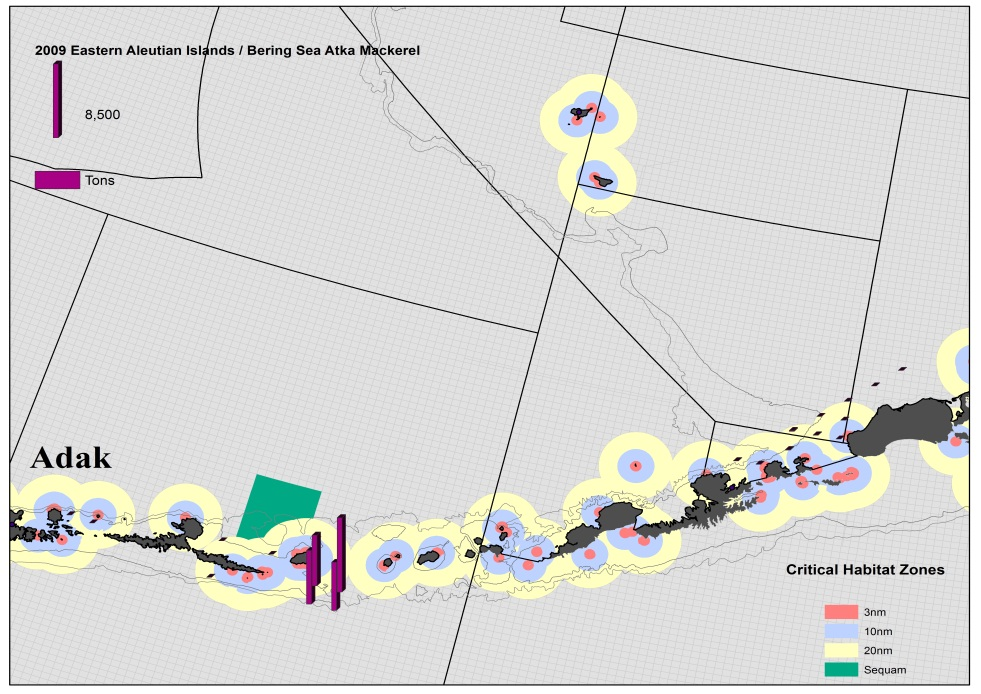 2009 Eastern Aleutian Islands / Bering Sea Atka Mackerel
8,500
Tons
Adak
Critical Habitat Zones
3nm
10nm
20nm
Sequam